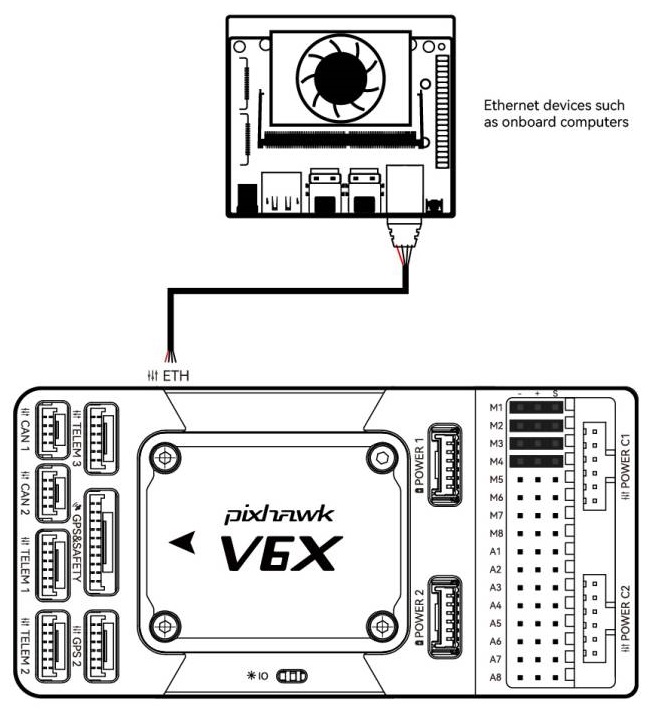 Ethernet devices such
as onboard computers
ETH
CAN 1
TELEM 3
CAN 2
GPS&SAFETY
TELEM 1
TELEM 2
GPS 2
pixhawk
V6X
POWER 1
POWER 2
IO
- + S
M1
M2
M3
M4
M5
M6
M7
M8
A1
A2
A3
A4
A5
A6
A7
A8
POWER C1
POWER C2